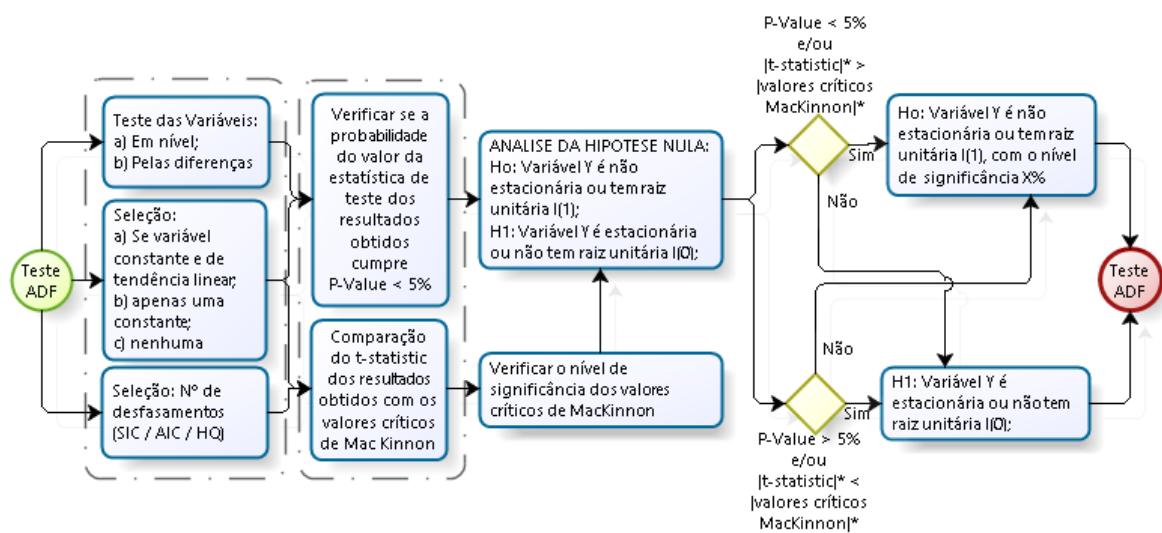 Teste
ADF
Teste das Variáveis:
a) Em nível;
b) Pelas diferenças
Seleção:
a) Se variável
constante e de
tendência linear;
b) apenas uma
constante;
c) nenhuma
Seleção: Nº de
desfasamentos
(SIC / AIC / HQ)
Verificar se a
probabilidade
do valor da
estatística de
teste dos
resultados
obtidos
cumpre
P-Value < 5%
Comparação
do t-statistic
dos resultados
obtidos com os
valores críticos
de Mac Kinnon
ANALISE DA HIPOTESE NULA:
Ho: Variável Y é não
estacionária ou tem raiz
unitária I(1);
H1: Variável Y é estacionária
ou não tem raiz unitária I(0);
Verificar o nível de
significância dos valores
críticos de MacKinnon
P-Value < 5%
e/ou
|t-statistic|* >
|valores críticos
MacKinnon|*
Sim
Não
Ho: Variável Y é não
estacionária ou tem raiz
unitária I(1), com o nível
de significância X%
Não
Sim
P-Value > 5%
e/ou
|t-statistic|* <
|valores críticos
MacKinnon|*
H1: Variável Y é
estacionária ou não tem
raiz unitária I(0);
Teste
ADF